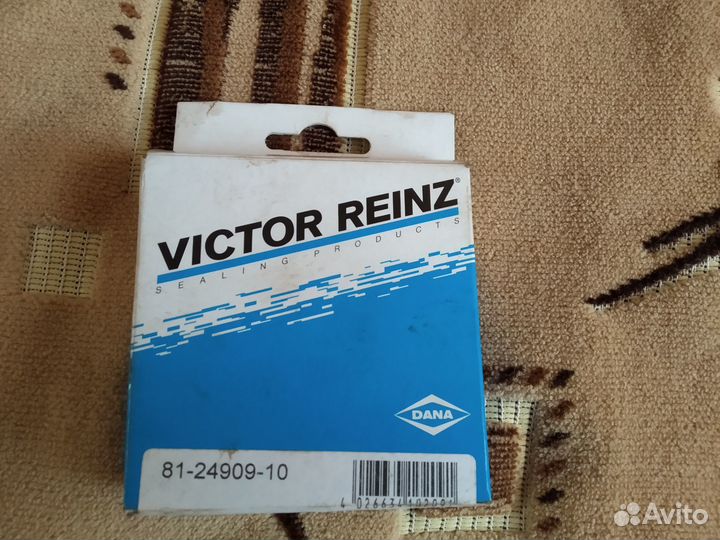 VICTOR REINZ®
SEALING PRODUCTS
DANA
81-24909-10
Avito